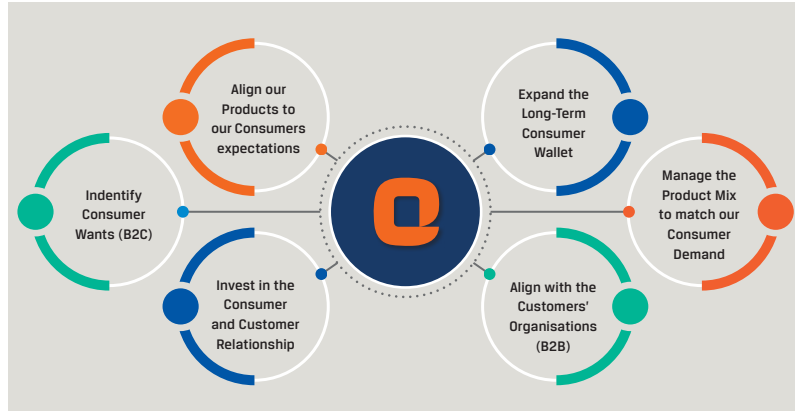 Align our
Products to
our Consumers
expectations
Expand the
Long-Term
Consumer
Wallet
Indentify
Consumer
Wants (B2C)
Manage the
Product Mix
to match our
Consumer
Demand
Invest in the
Consumer
and Customer
Relationship
Align with the
Customers'
Organisations
(B2B)